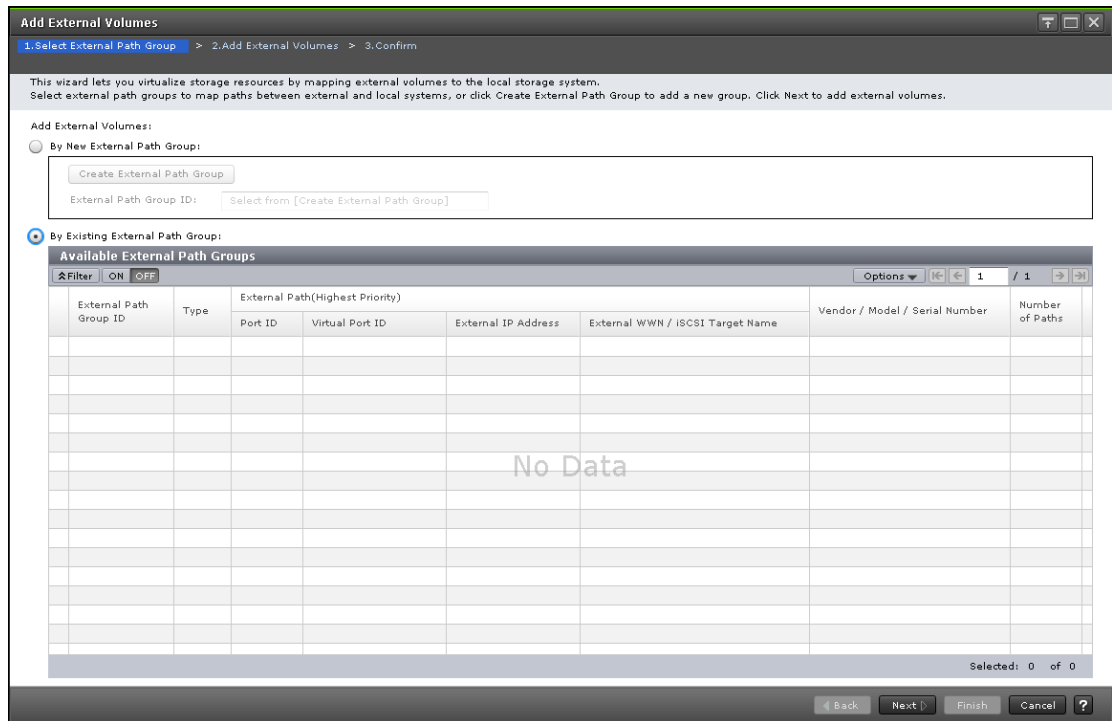 Add External Volumes
1.Select External Path Group > 2.Add External Volumes > 3.Confirm
This wizard lets you virtualize storage resources by mapping external volumes to the local storage system.
Select external path groups to map paths between external and local systems, or click Create External Path Group to add a new group. Click Next to add external volumes.
Add External Volumes:
By New External Path Group:
Create External Path Group
External Path Group ID: Select from [Create External Path Group]
By Existing External Path Group:
Available External Path Groups
Filter ON OFF Options 1 / 1
External Path Group ID
Type
External Path(Highest Priority)
Port ID Virtual Port ID External IP Address External WWN / iSCSI Target Name
Vendor / Model / Serial Number
Number of Paths
No Data
Selected: 0 of 0
Back Next Finish Cancel ?